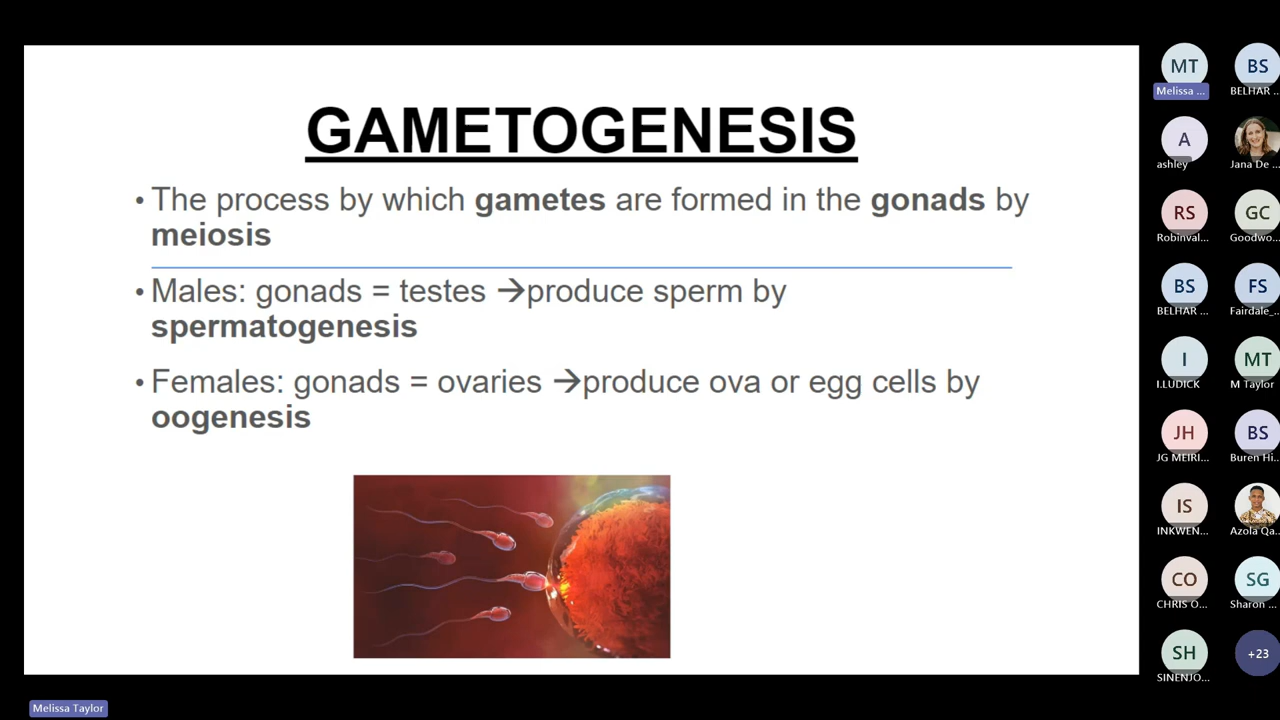 GAMETOGENESIS
• The process by which gametes are formed in the gonads by
meiosis
• Males: gonads = testes →produce sperm by
spermatogenesis
• Females: gonads = ovaries →produce ova or egg cells by
oogenesis
MT
Melissa ...
BS
BELHAR ...
A
ashley
Jana De ...
RS
Robinval...
GC
Goodwo...
BS
BELHAR ...
FS
Fairdale_...
I
I.LUDICK
MT
M Taylor
JH
JG MEIRI...
BS
Buren Hi...
IS
INKWEN...
Azola Qa...
CO
CHRIS O...
SG
Sharon ...
SH
SINENJO...
+23
Melissa Taylor